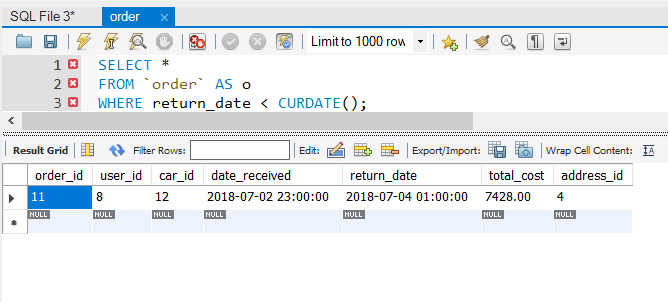 SQL File 3* order
Limit to 1000 row
1 SELECT *
2 FROM `order` AS o
3 WHERE return_date < CURDATE();
Result Grid Filter Rows: Edit: Export/Import: Wrap Cell Content: IA
order_id user_id car_id date_received return_date total_cost address_id
11 8 12 2018-07-02 23:00:00 2018-07-04 01:00:00 7428.00 4
NULL NULL NULL NULL NULL NULL NULL